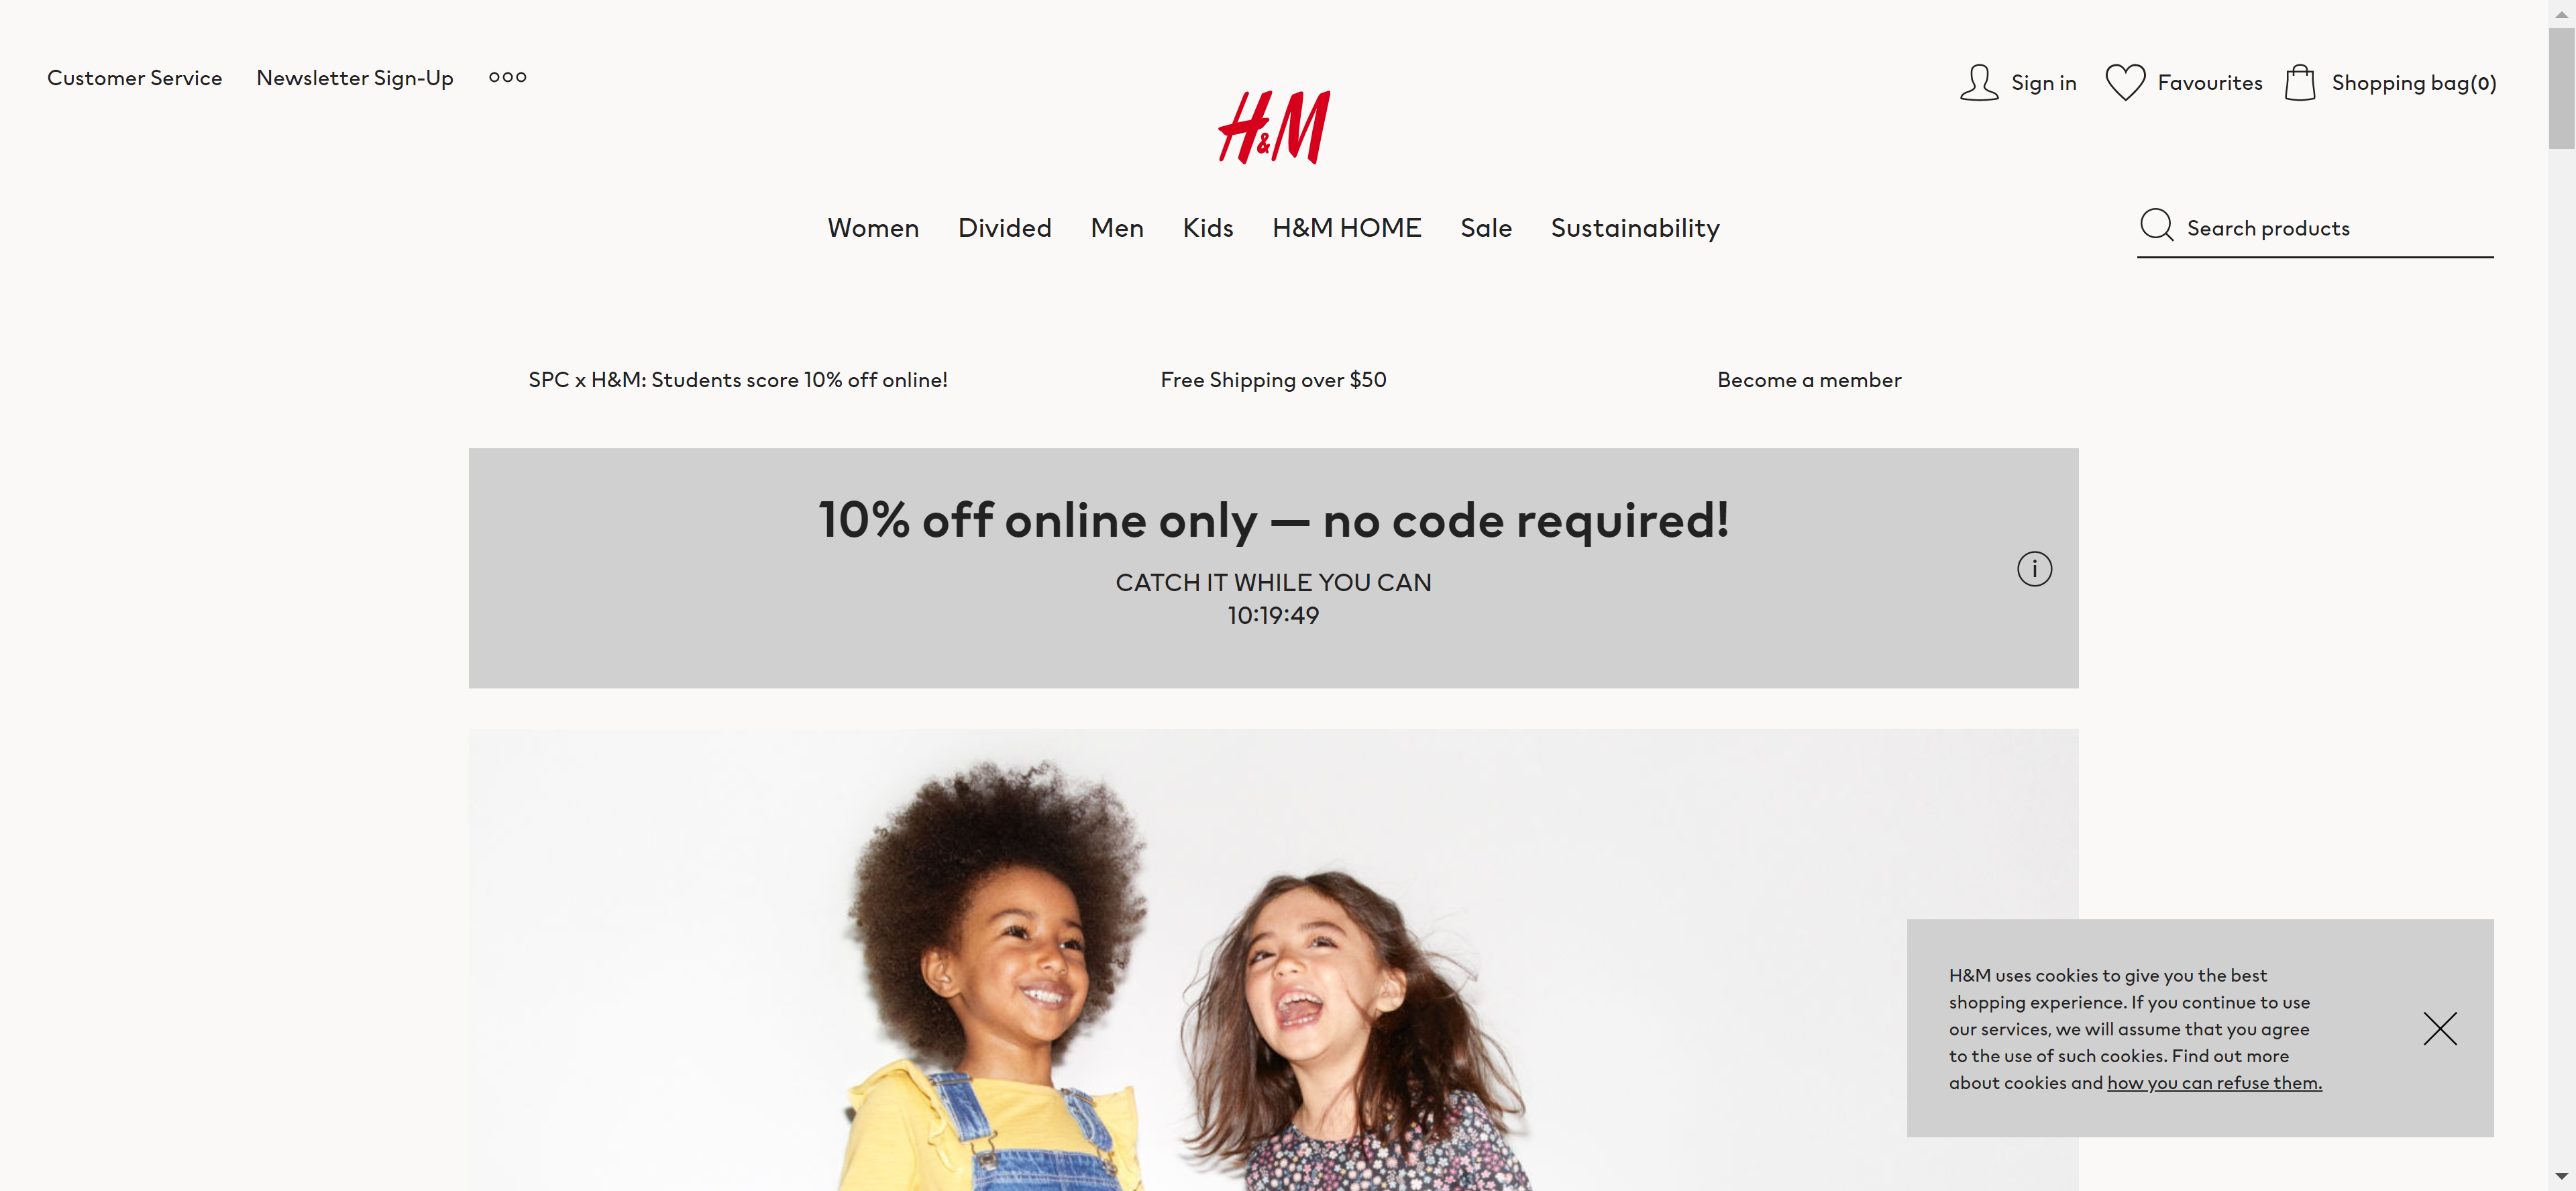 Customer Service Newsletter Sign-Up
Sign in Favourites Shopping bag(0)
H&M
Women Divided Men Kids H&M HOME Sale Sustainability
Search products
SPC x H&M: Students score 10% off online! Free Shipping over $50 Become a member
10% off online only — no code required!
CATCH IT WHILE YOU CAN
10:19:49
i
H&M uses cookies to give you the best
shopping experience. If you continue to use
our services, we will assume that you agree
to the use of such cookies. Find out more
about cookies and how you can refuse them.